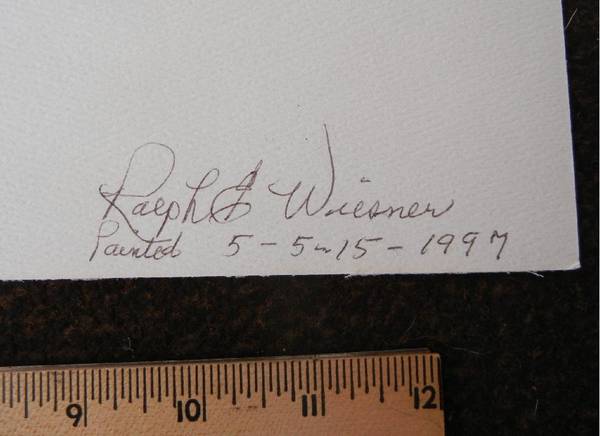 Ralph E Wiesner
Painted 5-5-15-1997
9 10 11 12